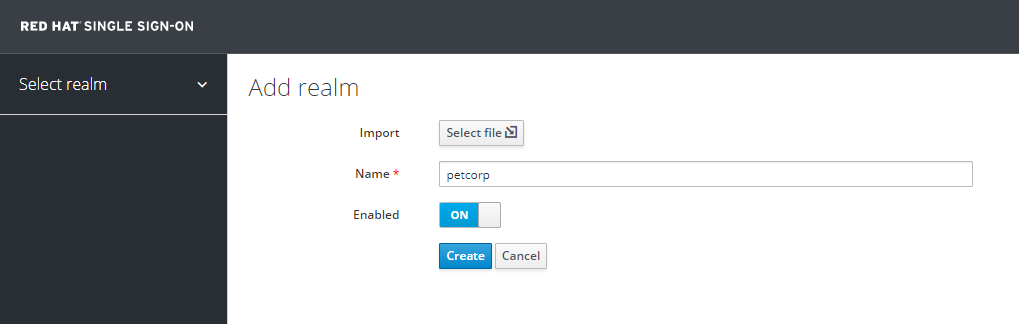 RED HAT SINGLE SIGN-ON
Select realm
Add realm
Import Select file
Name * petcorp
Enabled ON
Create Cancel